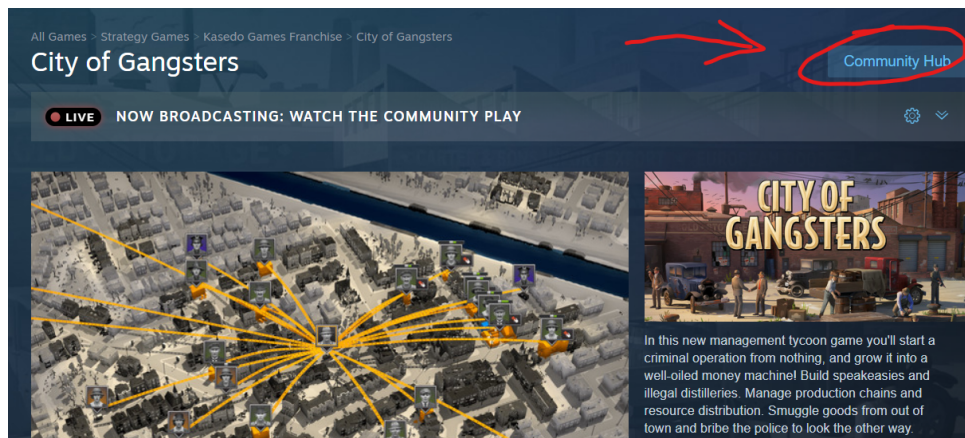 All Games > Strategy Games > Kasedo Games Franchise > City of Gangsters
City of Gangsters
Community Hub
LIVE
NOW BROADCASTING: WATCH THE COMMUNITY PLAY
CITY OF
GANGSTERS
In this new management tycoon game you'll start a
criminal operation from nothing, and grow it into a
well-oiled money machine! Build speakeasies and
illegal distilleries. Manage production chains and
resource distribution. Smuggle goods from out of
town and bribe the police to look the other way.